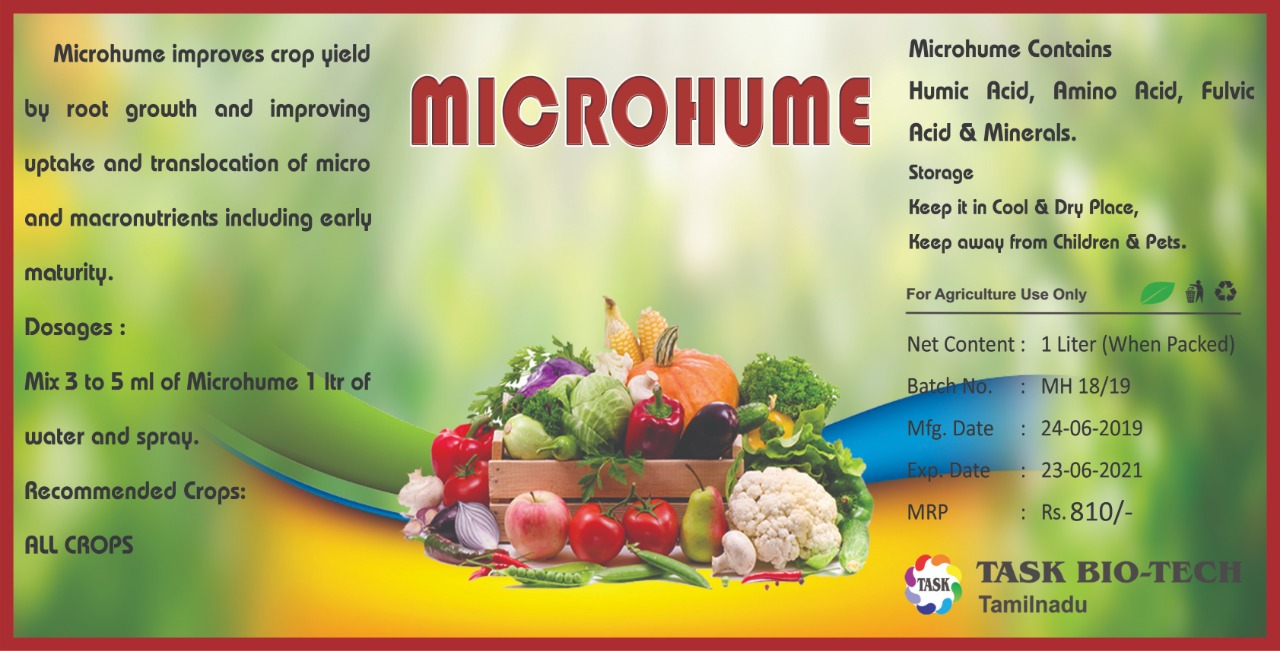 Microhume improves crop yield
by root growth and improving
uptake and translocation of micro
and macronutrients including early
maturity.
Dosages :
Mix 3 to 5 ml of Microhume 1 ltr of
water and spray.
Recommended Crops:
ALL CROPS
MICROHUME
Microhume Contains
Humic Acid, Amino Acid, Fulvic
Acid & Minerals.
Storage
Keep it in Cool & Dry Place,
Keep away from Children & Pets.
For Agriculture Use Only
Net Content : 1 Liter (When Packed)
Batch No. : MH 18/19
Mfg. Date : 24-06-2019
Exp. Date : 23-06-2021
MRP : Rs. 810/-
TASK
TASK BIO-TECH
Tamilnadu